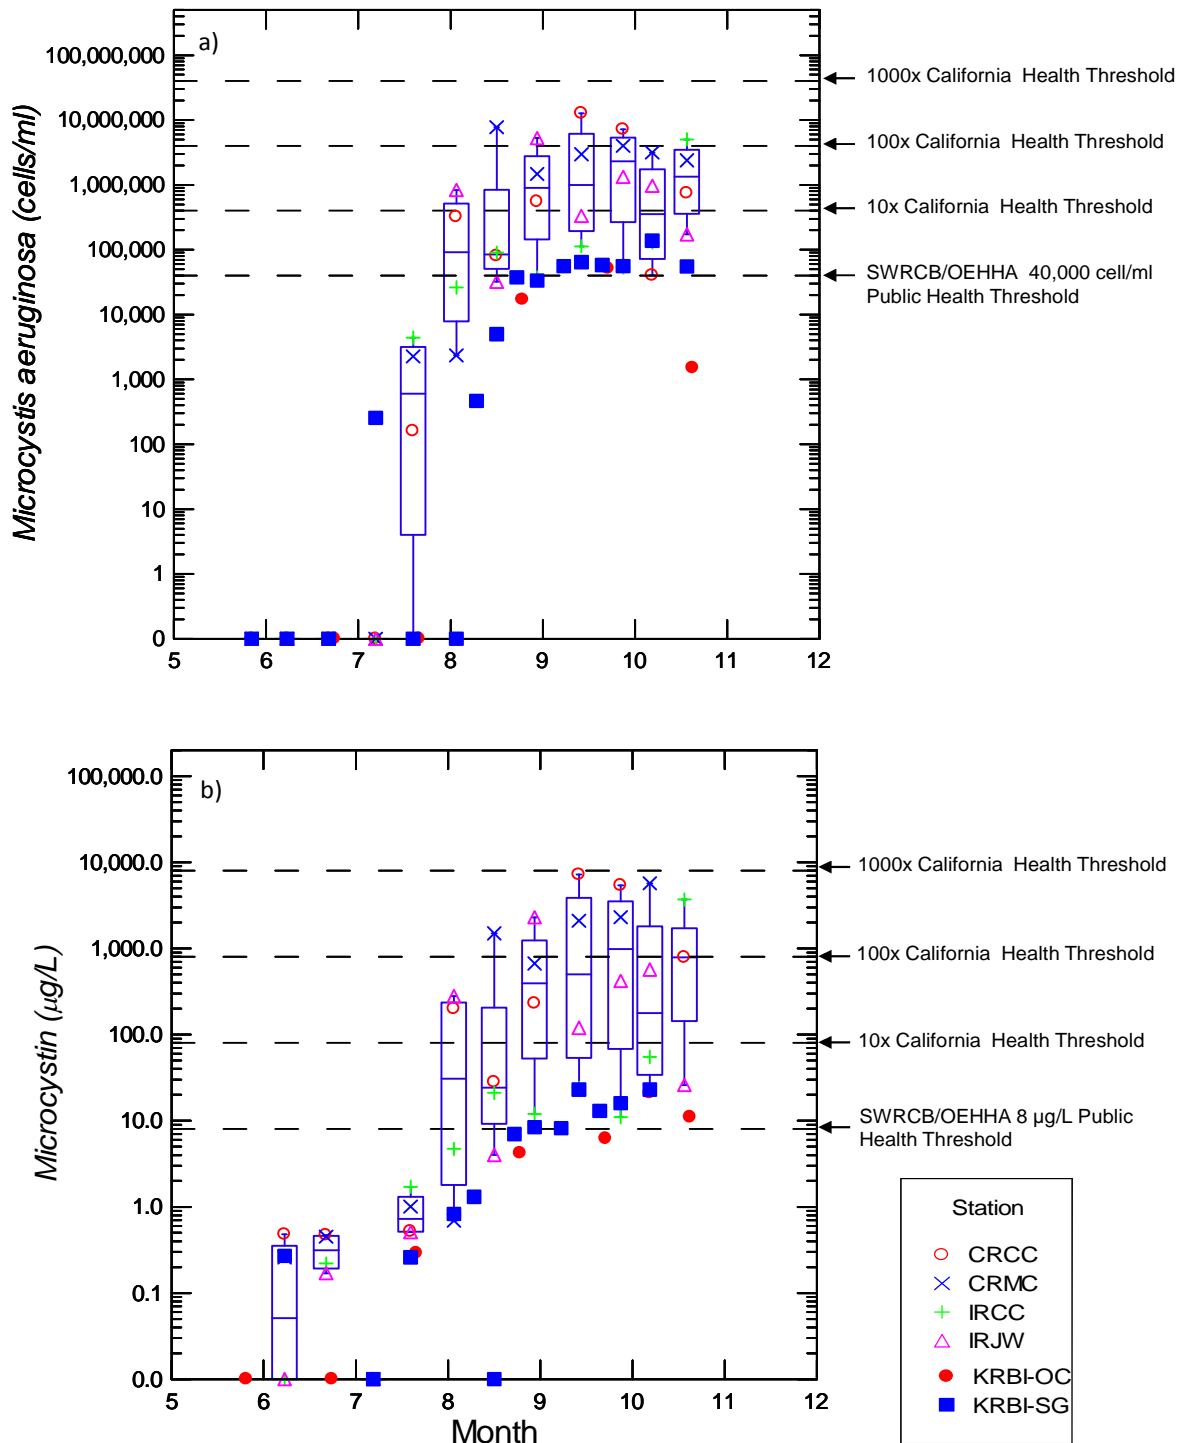 a)
Microcystis aeruginosa (cells/ml)
100,000,000
10,000,000
1,000,000
100,000
10,000
1,000
100
10
1
0
5 6 7 8 9 10 11 12
1000x California Health Threshold
100x California Health Threshold
10x California Health Threshold
SWRCB/OEHHA 40,000 cell/ml
Public Health Threshold
b)
Microcystin (µg/L)
100,000.0
10,000.0
1,000.0
100.0
10.0
1.0
0.1
0.0
5 6 7 8 9 10 11 12
Month
1000x California Health Threshold
100x California Health Threshold
10x California Health Threshold
SWRCB/OEHHA 8 µg/L Public
Health Threshold
Station
CRCC
CRMC
IRCC
IRJW
KRBI-OC
KRBI-SG